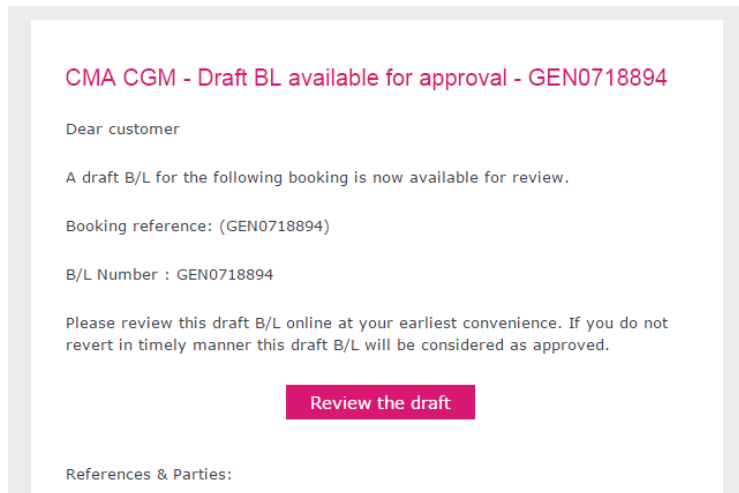 CMA CGM - Draft BL available for approval - GEN0718894
Dear customer
A draft B/L for the following booking is now available for review.
Booking reference: (GEN0718894)
B/L Number : GEN0718894
Please review this draft B/L online at your earliest convenience. If you do not
revert in timely manner this draft B/L will be considered as approved.
Review the draft
References & Parties: